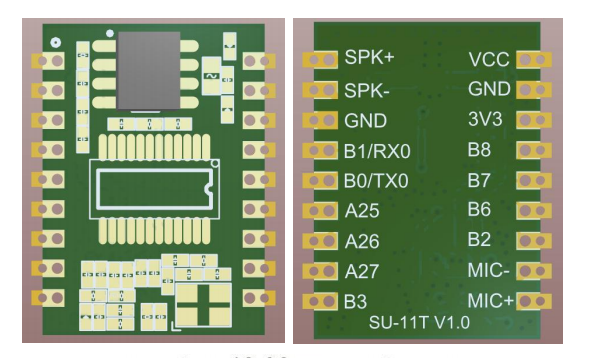 SPK+ VCC
SPK- GND
GND 3V3
B1/RX0 B8
B0/TX0 B7
A25 B6
A26 B2
A27 MIC-
B3 MIC+
SU-11T V1.0